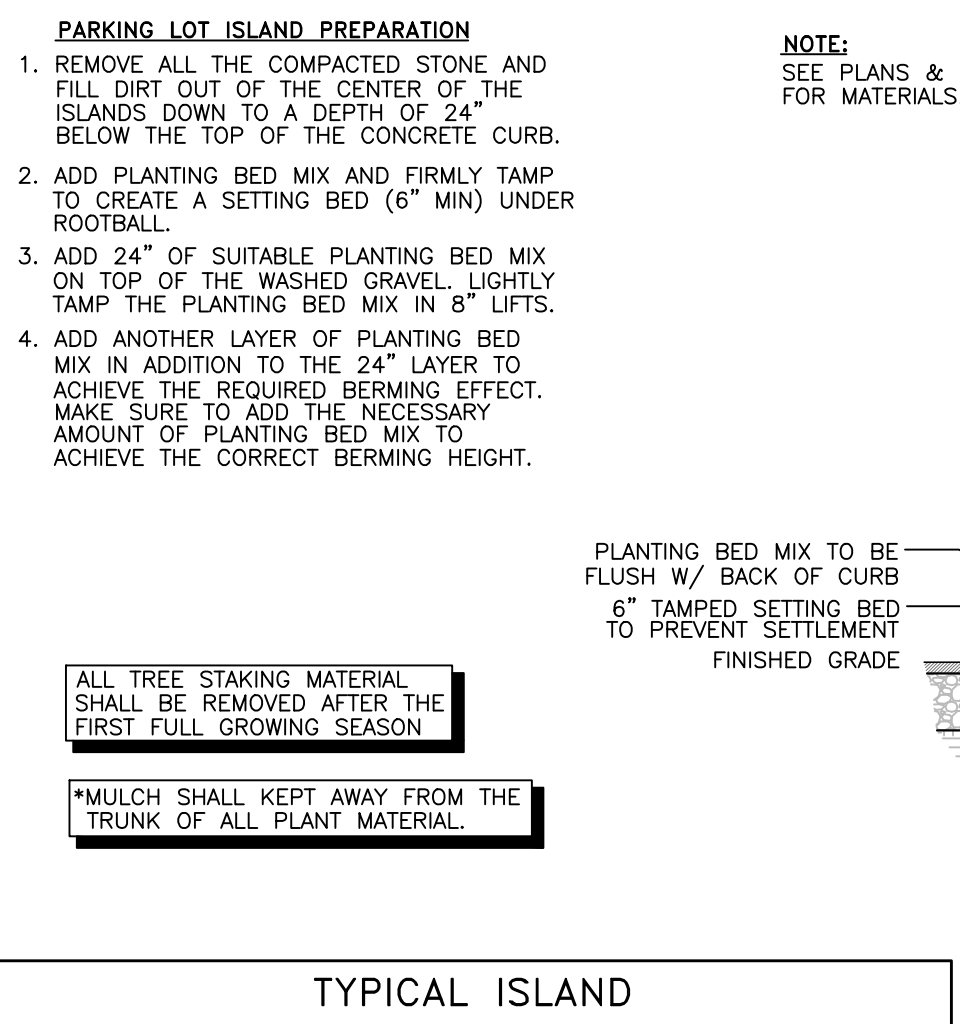 PARKING LOT ISLAND PREPARATION
1. REMOVE ALL THE COMPACTED STONE AND
FILL DIRT OUT OF THE CENTER OF THE
ISLANDS DOWN TO A DEPTH OF 24"
BELOW THE TOP OF THE CONCRETE CURB.
2. ADD PLANTING BED MIX AND FIRMLY TAMP
TO CREATE A SETTING BED (6" MIN) UNDER
ROOTBALL.
3. ADD 24" OF SUITABLE PLANTING BED MIX
ON TOP OF THE WASHED GRAVEL. LIGHTLY
TAMP THE PLANTING BED MIX IN 8" LIFTS.
4. ADD ANOTHER LAYER OF PLANTING BED
MIX IN ADDITION TO THE 24" LAYER TO
ACHIEVE THE REQUIRED BERMING EFFECT.
MAKE SURE TO ADD THE NECESSARY
AMOUNT OF PLANTING BED MIX TO
ACHIEVE THE CORRECT BERMING HEIGHT.
NOTE:
SEE PLANS &
FOR MATERIALS
PLANTING BED MIX TO BE
FLUSH W/ BACK OF CURB
6" TAMPED SETTING BED
TO PREVENT SETTLEMENT
FINISHED GRADE
ALL TREE STAKING MATERIAL
SHALL BE REMOVED AFTER THE
FIRST FULL GROWING SEASON
*MULCH SHALL KEPT AWAY FROM THE
TRUNK OF ALL PLANT MATERIAL.
TYPICAL ISLAND